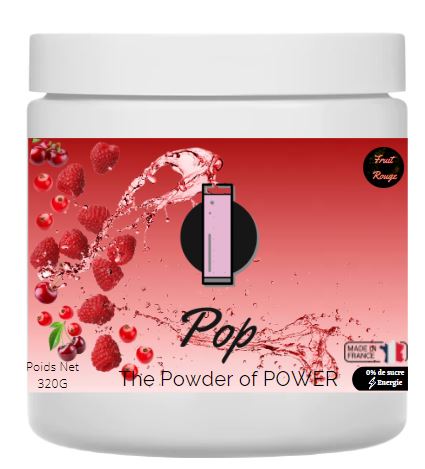 Fruit
Rouge
Pop
The Powder of POWER
Poids Net
320G
MADE IN
FRANCE
0% de sucre
Energie